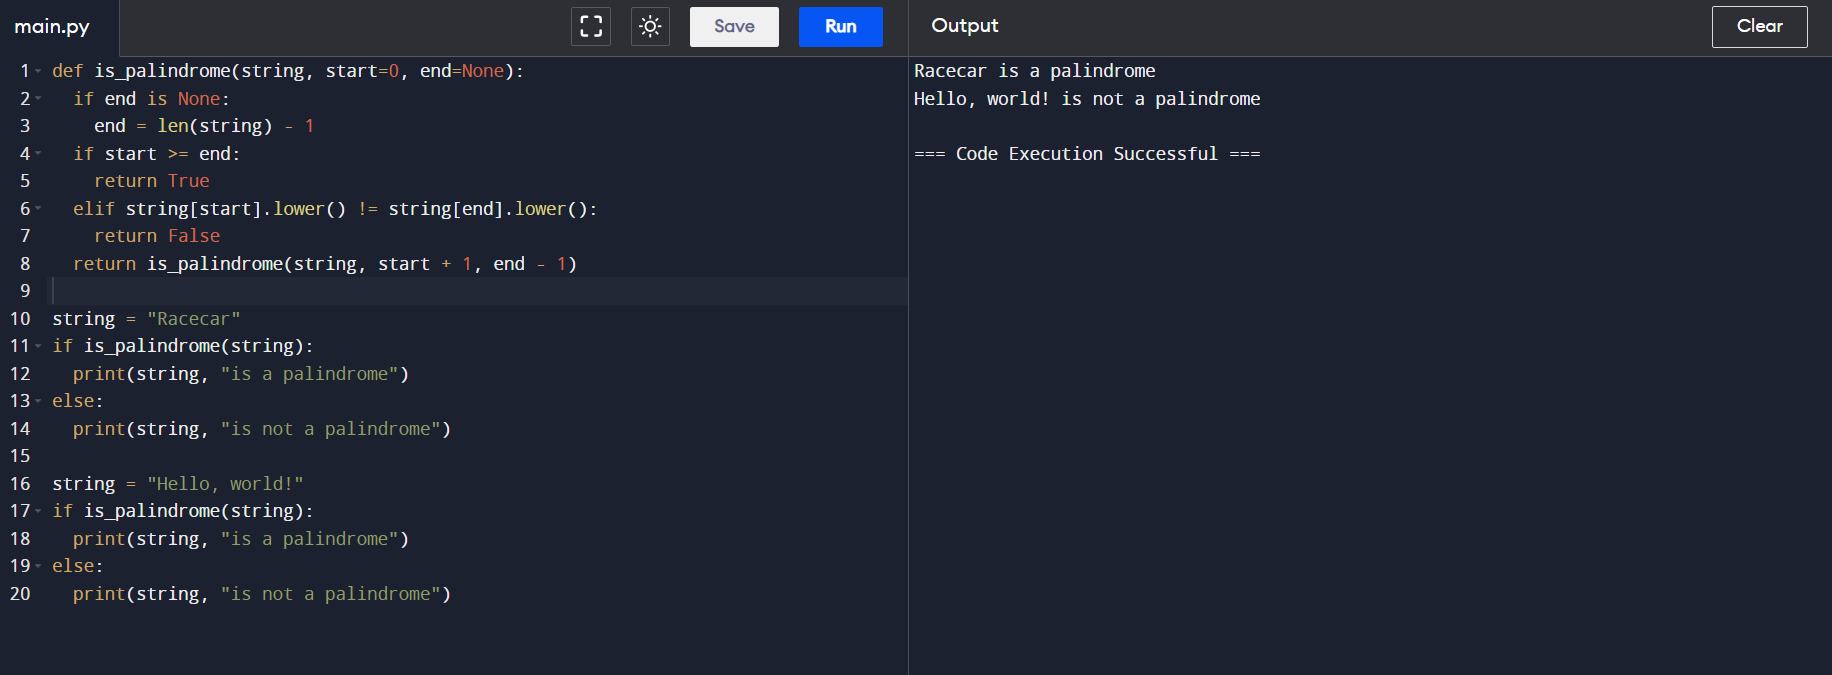 main.py
Save
Run
Output
Clear
1 def is_palindrome(string, start=0, end=None):
2   if end is None:
3     end = len(string) - 1
4   if start >= end:
5     return True
6   elif string[start].lower() != string[end].lower():
7     return False
8   return is_palindrome(string, start + 1, end - 1)
9
10 string = "Racecar"
11 if is_palindrome(string):
12   print(string, "is a palindrome")
13 else:
14   print(string, "is not a palindrome")
15
16 string = "Hello, world!"
17 if is_palindrome(string):
18   print(string, "is a palindrome")
19 else:
20   print(string, "is not a palindrome")
Racecar is a palindrome
Hello, world! is not a palindrome
=== Code Execution Successful ===